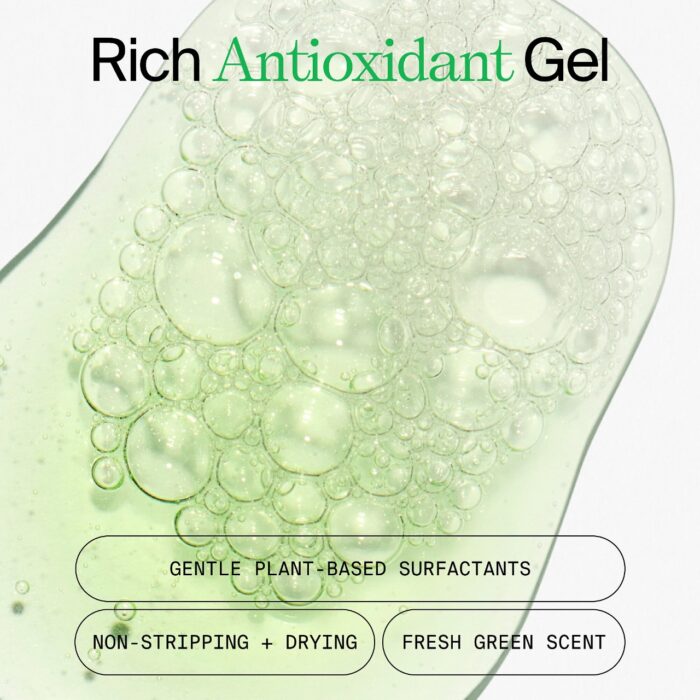 Rich Antioxidant Gel
GENTLE PLANT-BASED SURFACTANTS
NON-STRIPPING + DRYING
FRESH GREEN SCENT